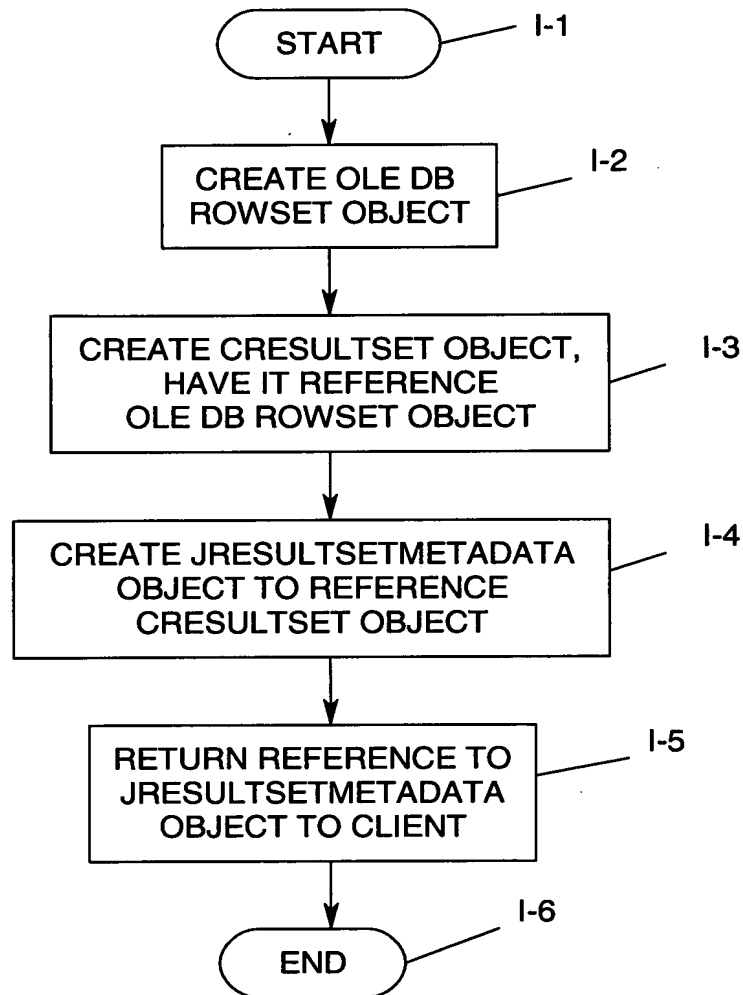 START
I-1
CREATE OLE DB
ROWSET OBJECT
I-2
CREATE CRESULTSET OBJECT,
HAVE IT REFERENCE
OLE DB ROWSET OBJECT
I-3
CREATE JRESULTSETMETADATA
OBJECT TO REFERENCE
CRESULTSET OBJECT
I-4
RETURN REFERENCE TO
JRESULTSETMETADATA
OBJECT TO CLIENT
I-5
END
I-6